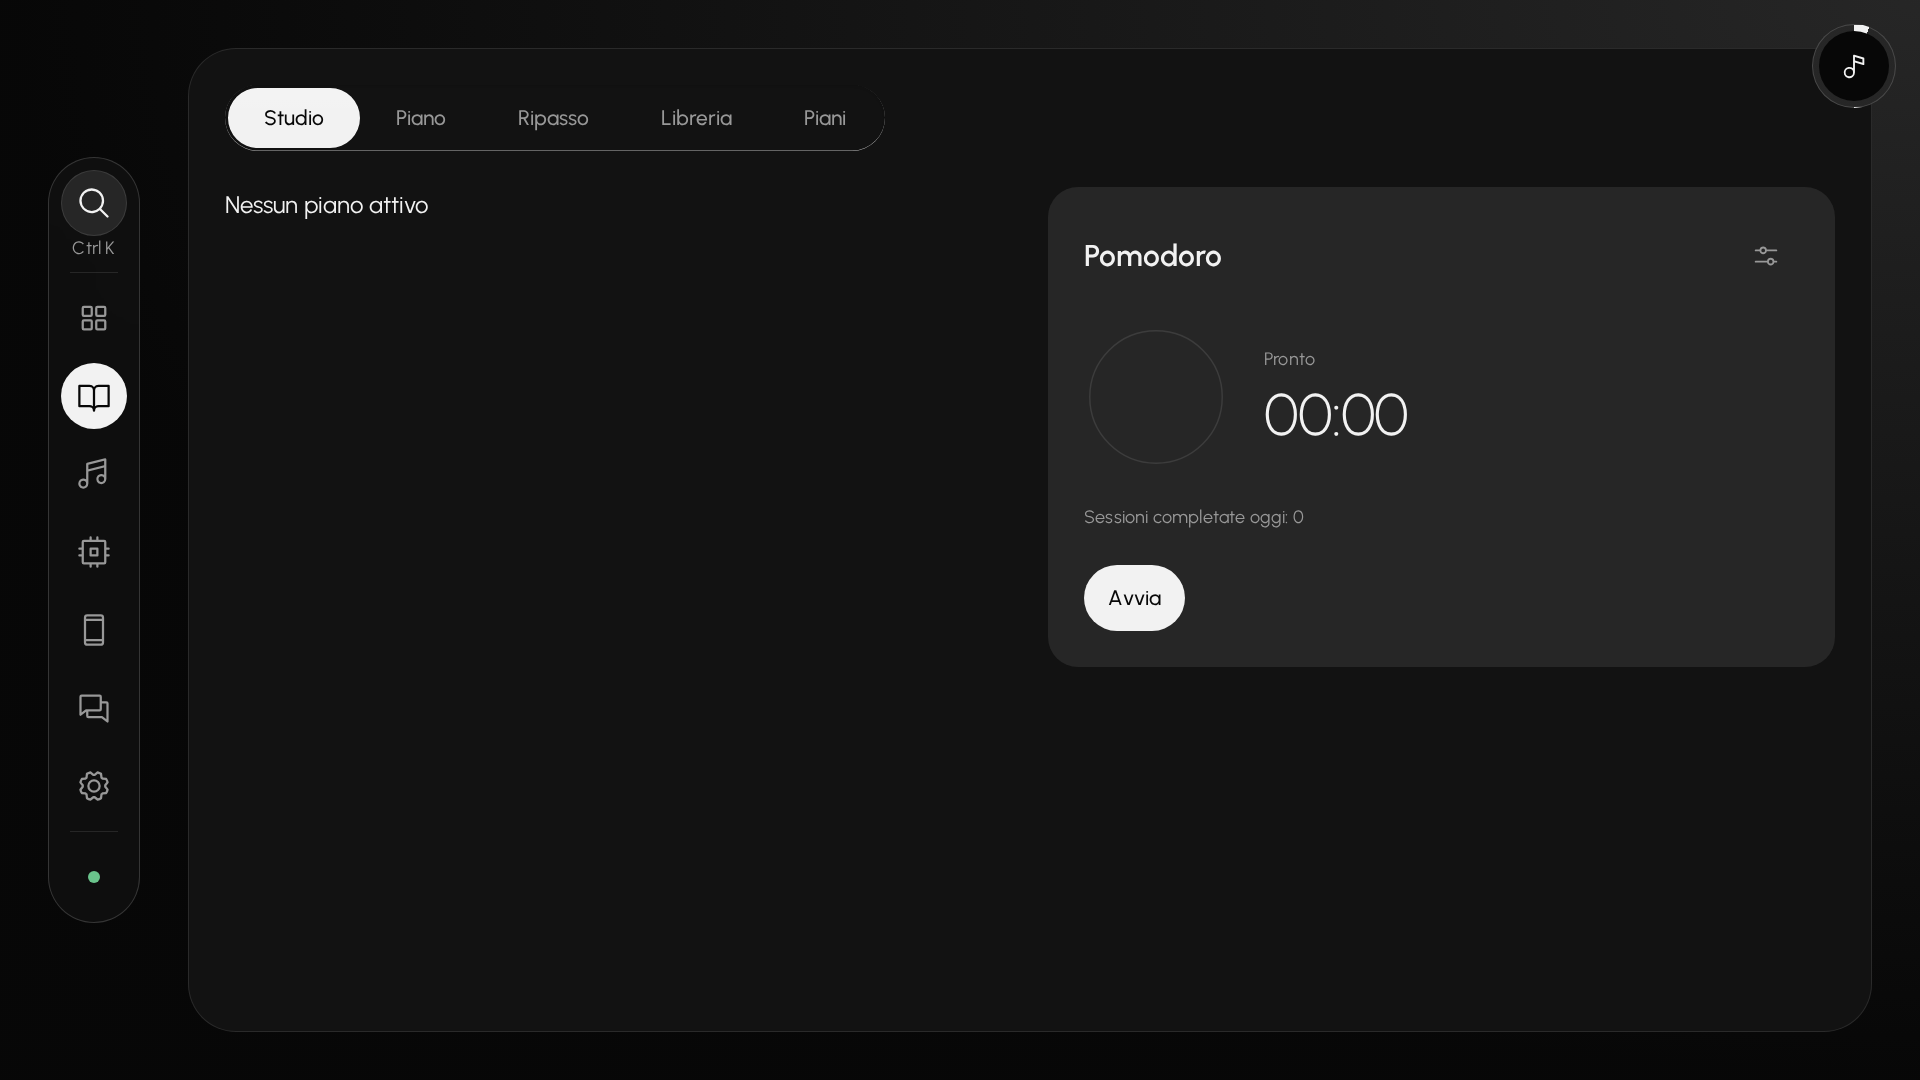 Studio
Piano
Ripasso
Libreria
Piani
Ctrl K
Nessun piano attivo
Pomodoro
Pronto
00:00
Sessioni completate oggi: 0
Avvia